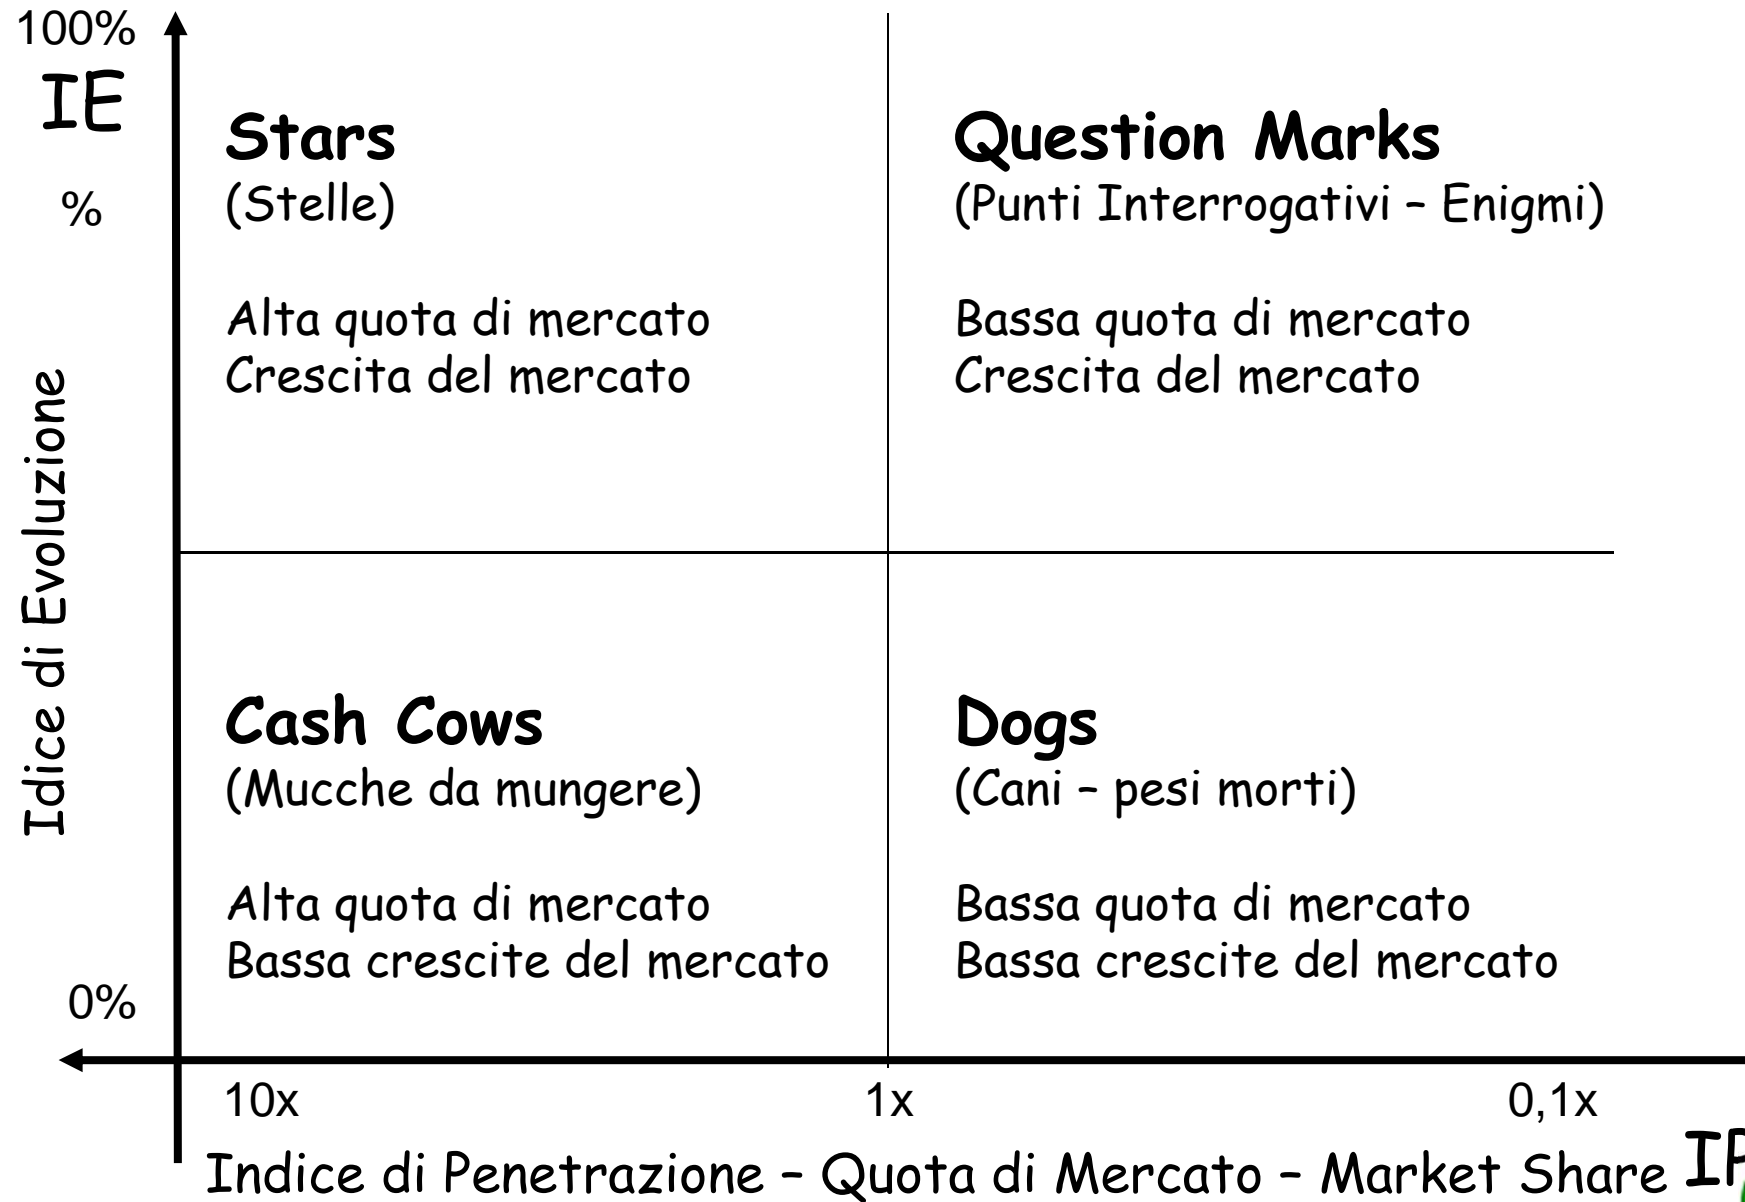 100%
IE
%
Idice di Evoluzione
Stars
(Stelle)
Alta quota di mercato
Crescita del mercato
Question Marks
(Punti Interrogativi – Enigmi)
Bassa quota di mercato
Crescita del mercato
Cash Cows
(Mucche da mungere)
Alta quota di mercato
Bassa crescite del mercato
Dogs
(Cani – pesi morti)
Bassa quota di mercato
Bassa crescite del mercato
0%
10x
1x
0,1x
Indice di Penetrazione – Quota di Mercato – Market Share
IP